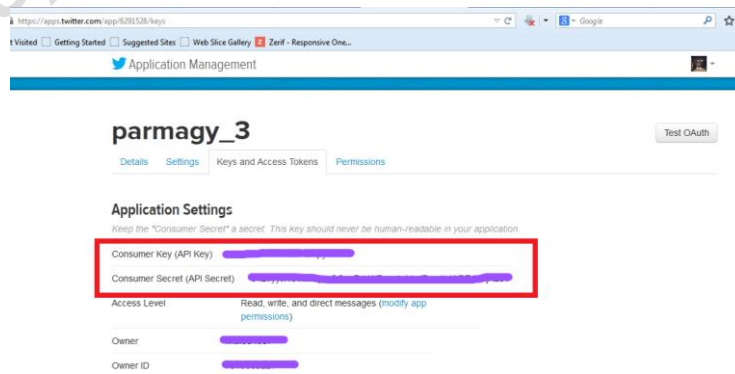 https://apps.twitter.com/app/6291528/keys
Google
t Visited Getting Started Suggested Sites Web Slice Gallery Zerif - Responsive One...
Application Management
parmagy_3
Test OAuth
Details Settings Keys and Access Tokens Permissions
Application Settings
Keep the "Consumer Secret" a secret. This key should never be human-readable in your application.
Consumer Key (API Key)
Consumer Secret (API Secret)
Access Level Read, write, and direct messages (modify app
permissions)
Owner
Owner ID